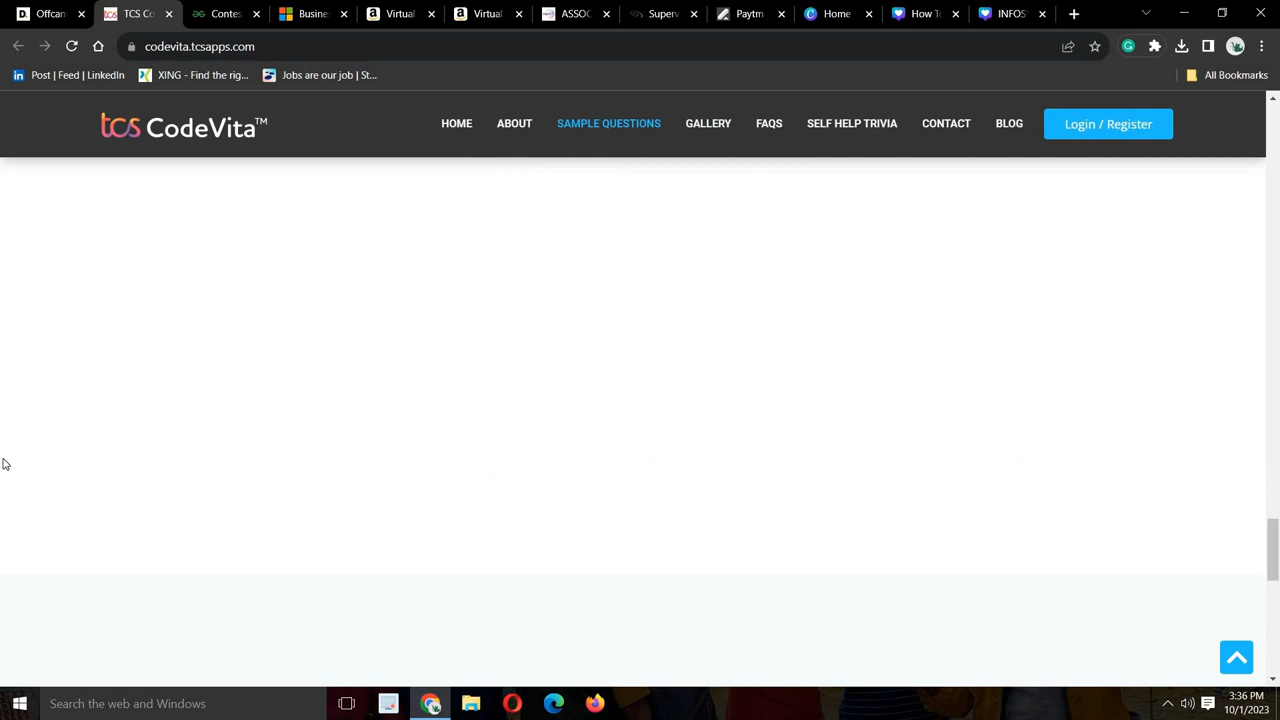 Offcan
TCS Co
Contes
Busine
Virtual
Virtual
ASSOC
Superv
Paytm
Home
How To
INFOS
codevita.tcsapps.com
Post | Feed | LinkedIn
XING - Find the rig...
Jobs are our job | St...
All Bookmarks
tcs CodeVita™
HOME
ABOUT
SAMPLE QUESTIONS
GALLERY
FAQS
SELF HELP TRIVIA
CONTACT
BLOG
Login / Register
Search the web and Windows
3:36 PM
10/1/2023